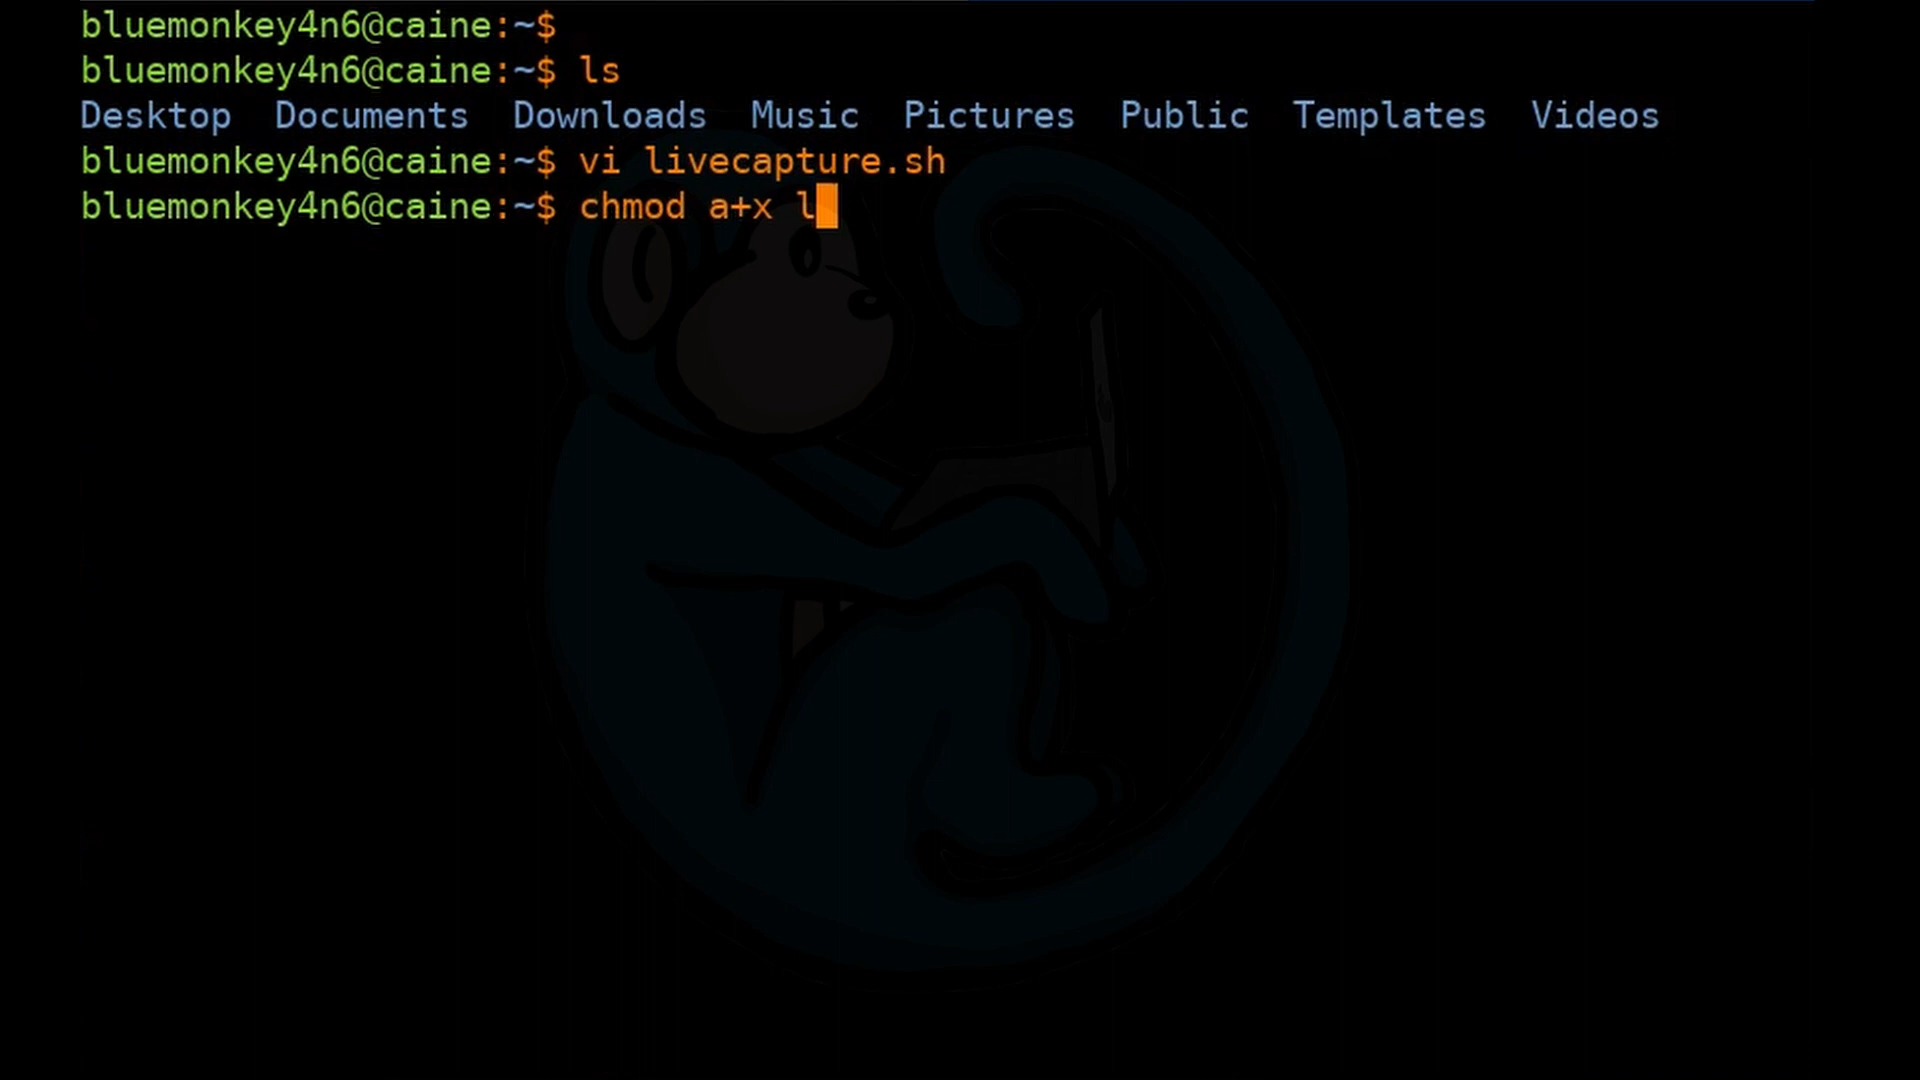 bluemonkey4n6@caine:~$
bluemonkey4n6@caine:~$ ls
Desktop  Documents  Downloads  Music  Pictures  Public  Templates  Videos
bluemonkey4n6@caine:~$ vi livecapture.sh
bluemonkey4n6@caine:~$ chmod a+x l